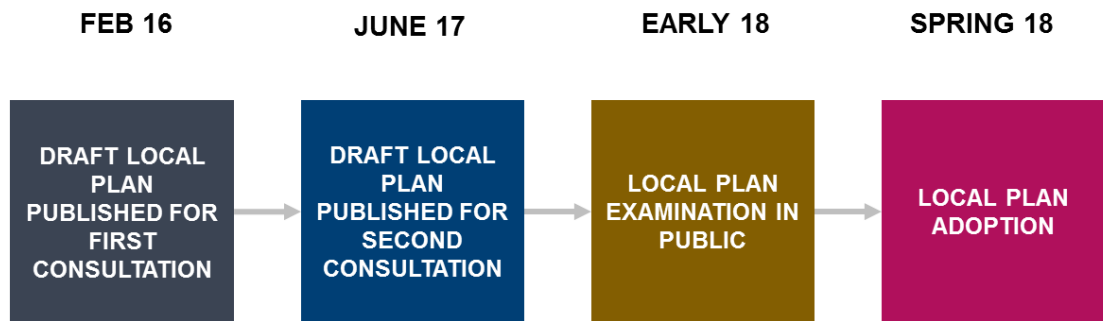 FEB 16
JUNE 17
EARLY 18
SPRING 18
DRAFT LOCAL
PLAN
PUBLISHED FOR
FIRST
CONSULTATION
DRAFT LOCAL
PLAN
PUBLISHED FOR
SECOND
CONSULTATION
LOCAL PLAN
EXAMINATION IN
PUBLIC
LOCAL PLAN
ADOPTION